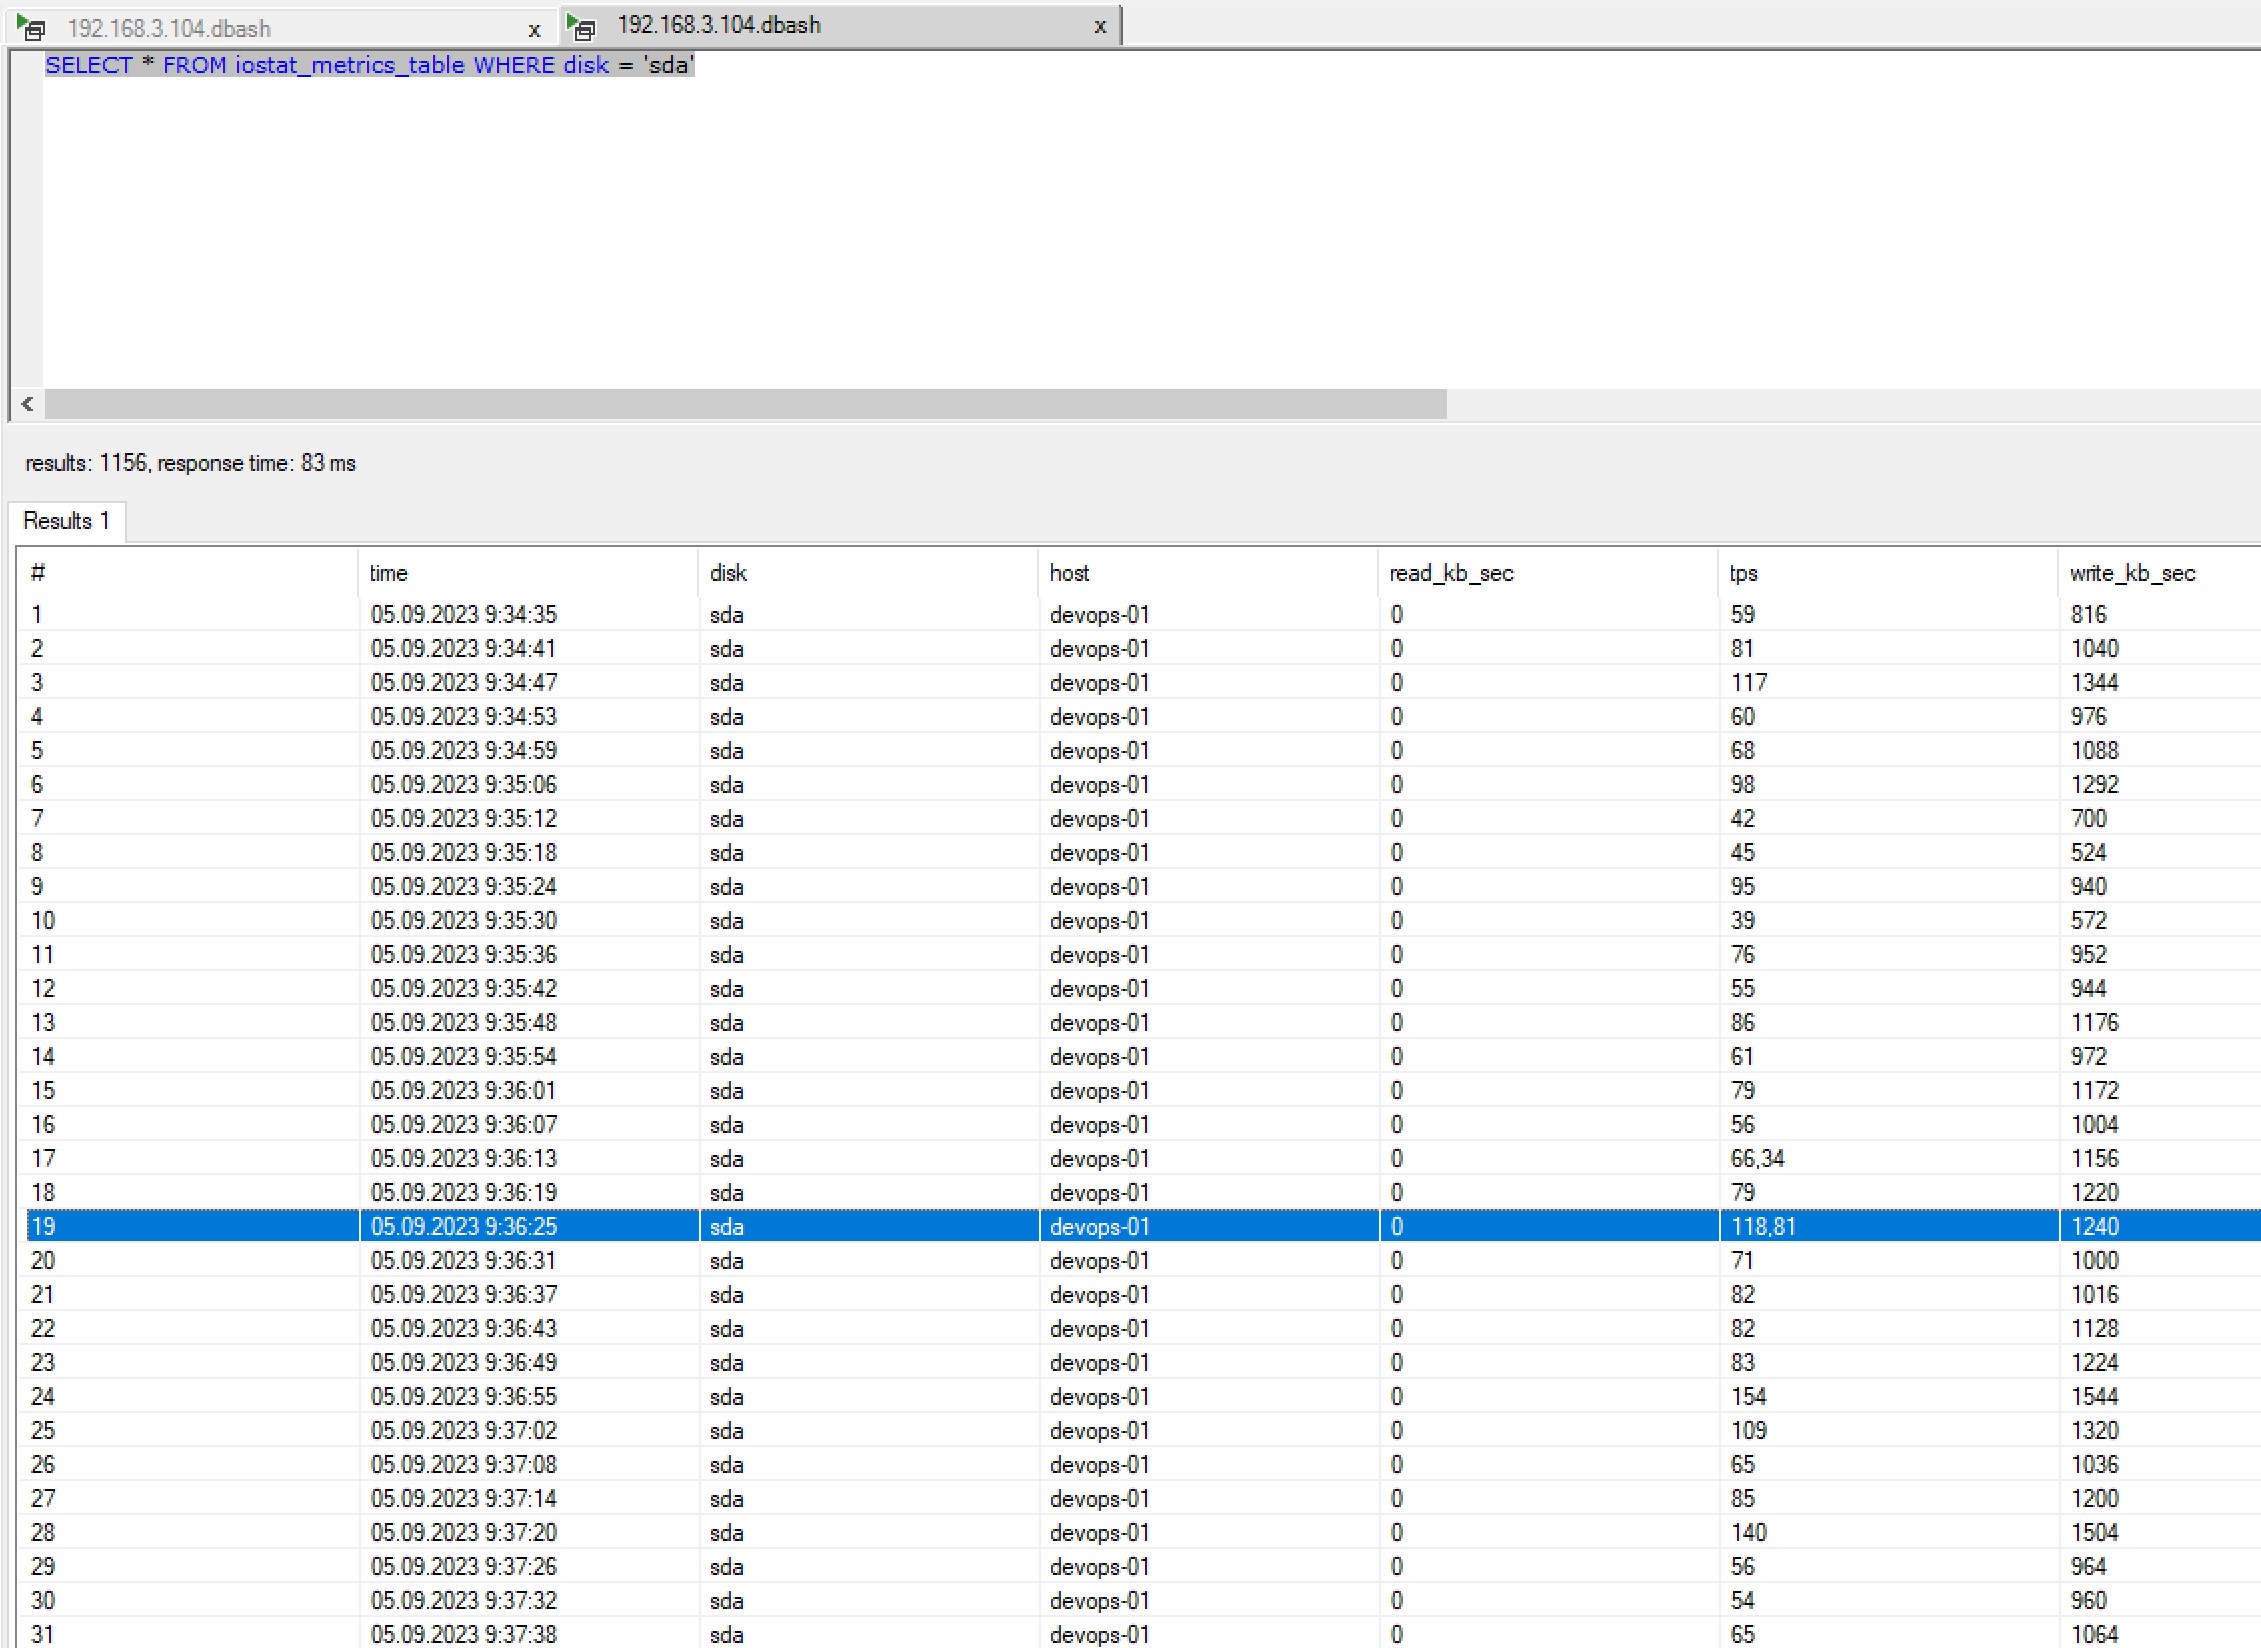 192.168.3.104.dbash x 192.168.3.104.dbash x
SELECT * FROM iostat_metrics_table WHERE disk = 'sda'
results: 1156, response time: 83 ms
Results 1
# time disk host read_kb_sec tps write_kb_sec
1 05.09.2023 9:34:35 sda devops-01 0 59 816
2 05.09.2023 9:34:41 sda devops-01 0 81 1040
3 05.09.2023 9:34:47 sda devops-01 0 117 1344
4 05.09.2023 9:34:53 sda devops-01 0 60 976
5 05.09.2023 9:34:59 sda devops-01 0 68 1088
6 05.09.2023 9:35:06 sda devops-01 0 98 1292
7 05.09.2023 9:35:12 sda devops-01 0 42 700
8 05.09.2023 9:35:18 sda devops-01 0 45 524
9 05.09.2023 9:35:24 sda devops-01 0 95 940
10 05.09.2023 9:35:30 sda devops-01 0 39 572
11 05.09.2023 9:35:36 sda devops-01 0 76 952
12 05.09.2023 9:35:42 sda devops-01 0 55 944
13 05.09.2023 9:35:48 sda devops-01 0 86 1176
14 05.09.2023 9:35:54 sda devops-01 0 61 972
15 05.09.2023 9:36:01 sda devops-01 0 79 1172
16 05.09.2023 9:36:07 sda devops-01 0 56 1004
17 05.09.2023 9:36:13 sda devops-01 0 66,34 1156
18 05.09.2023 9:36:19 sda devops-01 0 79 1220
19 05.09.2023 9:36:25 sda devops-01 0 118,81 1240
20 05.09.2023 9:36:31 sda devops-01 0 71 1000
21 05.09.2023 9:36:37 sda devops-01 0 82 1016
22 05.09.2023 9:36:43 sda devops-01 0 82 1128
23 05.09.2023 9:36:49 sda devops-01 0 83 1224
24 05.09.2023 9:36:55 sda devops-01 0 154 1544
25 05.09.2023 9:37:02 sda devops-01 0 109 1320
26 05.09.2023 9:37:08 sda devops-01 0 65 1036
27 05.09.2023 9:37:14 sda devops-01 0 85 1200
28 05.09.2023 9:37:20 sda devops-01 0 140 1504
29 05.09.2023 9:37:26 sda devops-01 0 56 964
30 05.09.2023 9:37:32 sda devops-01 0 54 960
31 05.09.2023 9:37:38 sda devops-01 0 65 1064